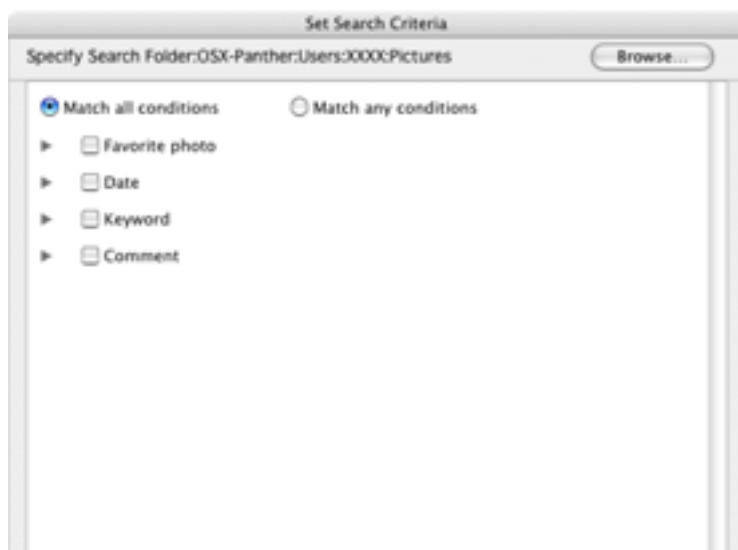 Set Search Criteria
Specify Search Folder:OSX-Panther:Users:XXXX:Pictures Browse...
Match all conditions Match any conditions
Favorite photo
Date
Keyword
Comment